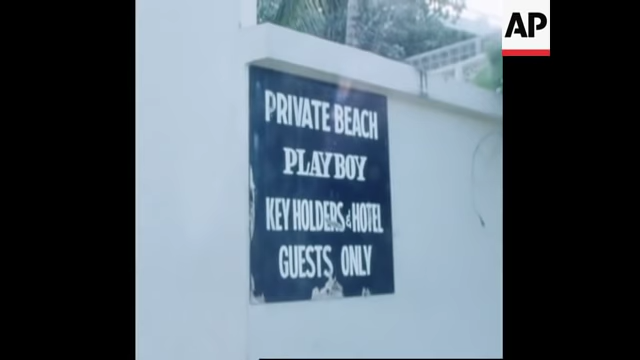 AP
PRIVATE BEACH
PLAYBOY
KEY HOLDERS & HOTEL
GUESTS ONLY